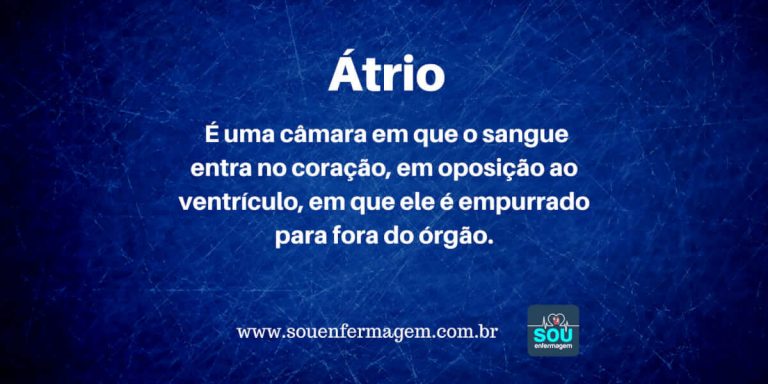 Átrio
É uma câmara em que o sangue
entra no coração, em oposição ao
ventrículo, em que ele é empurrado
para fora do órgão.
www.souenfermagem.com.br
SOU
enfermagem